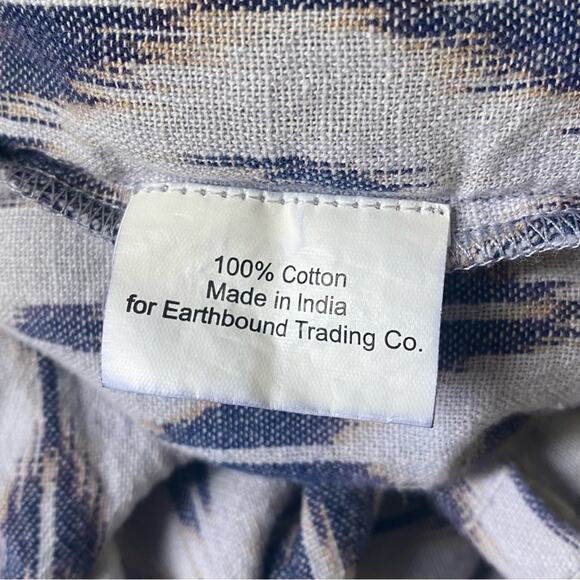 100% Cotton
Made in India
for Earthbound Trading Co.